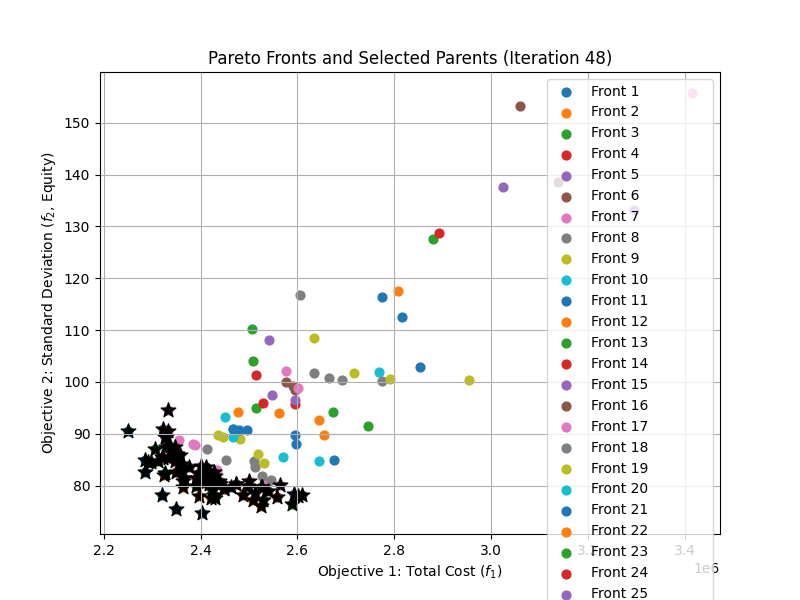 Pareto Fronts and Selected Parents (Iteration 48)
Objective 2: Standard Deviation (f2, Equity)
150
140
130
120
110
100
90
80
2.2
2.4
2.6
2.8
3.0
3.2
3.4
1e6
Objective 1: Total Cost (f1)
Front 1
Front 2
Front 3
Front 4
Front 5
Front 6
Front 7
Front 8
Front 9
Front 10
Front 11
Front 12
Front 13
Front 14
Front 15
Front 16
Front 17
Front 18
Front 19
Front 20
Front 21
Front 22
Front 23
Front 24
Front 25